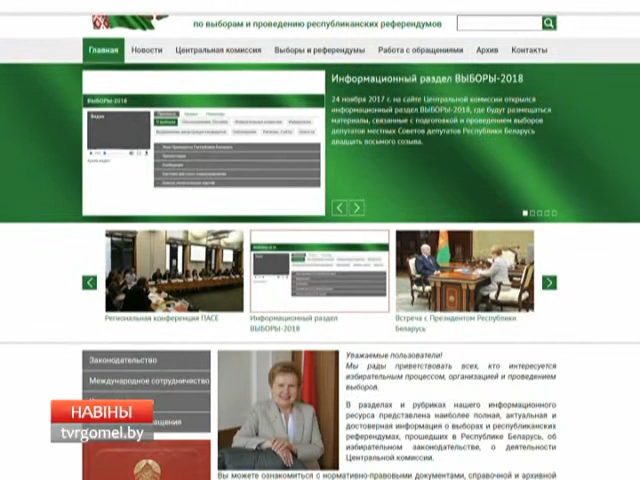 по выборам и проведению республиканских референдумов
Главная Новости Центральная комиссия Выборы и референдумы Работа с обращениями Архив Контакты
Информационный раздел ВЫБОРЫ-2018
24 ноября 2017 г. на сайте Центральной комиссии открылся
информационный раздел ВЫБОРЫ-2018, где будут размещаться
материалы, связанные с подготовкой и проведением выборов
депутатов местных Советов депутатов Республики Беларусь
двадцать восьмого созыва.
ВЫБОРЫ-2018
Видео
Региональная конференция ПАСЕ
Информационный раздел
ВЫБОРЫ-2018
Встреча с Президентом Республики
Беларусь
Законодательство
Международное сотрудничество
Уважаемые пользователи!
Мы рады приветствовать всех, кто интересуется
избирательным процессом, организацией и проведением
выборов.
В разделах и рубриках нашего информационного
ресурса представлена наиболее полная, актуальная и
достоверная информация о выборах и республиканских
референдумах, прошедших в Республике Беларусь, об
избирательном законодательстве, о деятельности
Центральной комиссии.
Вы можете ознакомиться с нормативно-правовыми документами, справочной и архивной
НАВІНЫ
tvrgomel.by